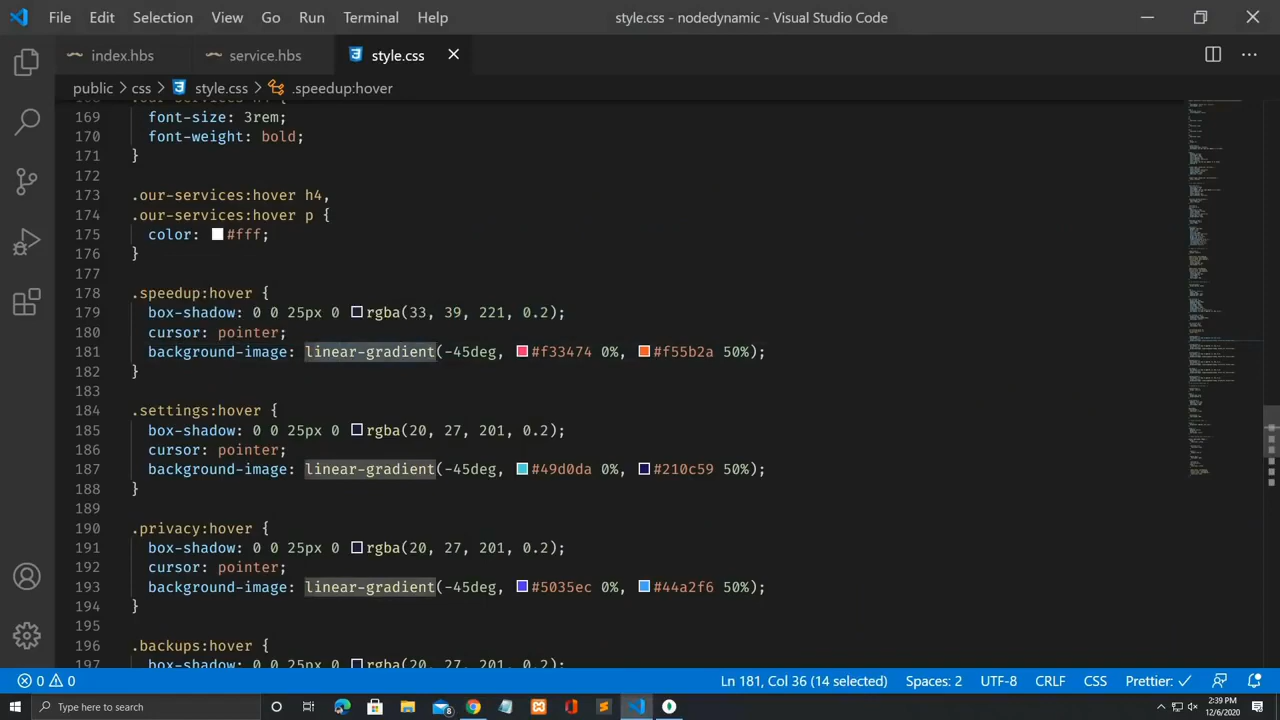 File Edit Selection View Go Run Terminal Help style.css - nodedynamic - Visual Studio Code
index.hbs service.hbs style.css
public > css > style.css > .speedup:hover
168 .our-services h4 {
169 font-size: 3rem;
170 font-weight: bold;
171 }
172
173 .our-services:hover h4,
174 .our-services:hover p {
175 color: #fff;
176 }
177
178 .speedup:hover {
179 box-shadow: 0 0 25px 0 rgba(33, 39, 221, 0.2);
180 cursor: pointer;
181 background-image: linear-gradient(-45deg, #f33474 0%, #f55b2a 50%);
182 }
183
184 .settings:hover {
185 box-shadow: 0 0 25px 0 rgba(20, 27, 201, 0.2);
186 cursor: pointer;
187 background-image: linear-gradient(-45deg, #49d0da 0%, #210c59 50%);
188 }
189
190 .privacy:hover {
191 box-shadow: 0 0 25px 0 rgba(20, 27, 201, 0.2);
192 cursor: pointer;
193 background-image: linear-gradient(-45deg, #5035ec 0%, #44a2f6 50%);
194 }
195
196 .backups:hover {
197 box-shadow: 0 0 25px 0 rgba(20, 27, 201, 0.2);
0 0 Ln 181, Col 36 (14 selected) Spaces: 2 UTF-8 CRLF CSS Prettier:
Type here to search 8 2:39 PM
12/6/2020